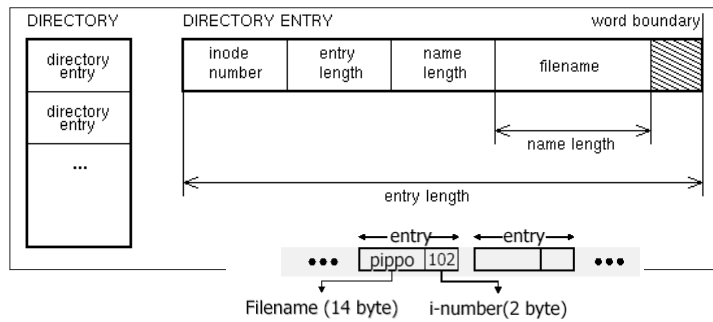 DIRECTORY
directory
entry
directory
entry
...
DIRECTORY ENTRY
word boundary
inode
number
entry
length
name
length
filename
name length
entry length
entry
entry
••• pippo 102 •••
Filename (14 byte)
i-number(2 byte)